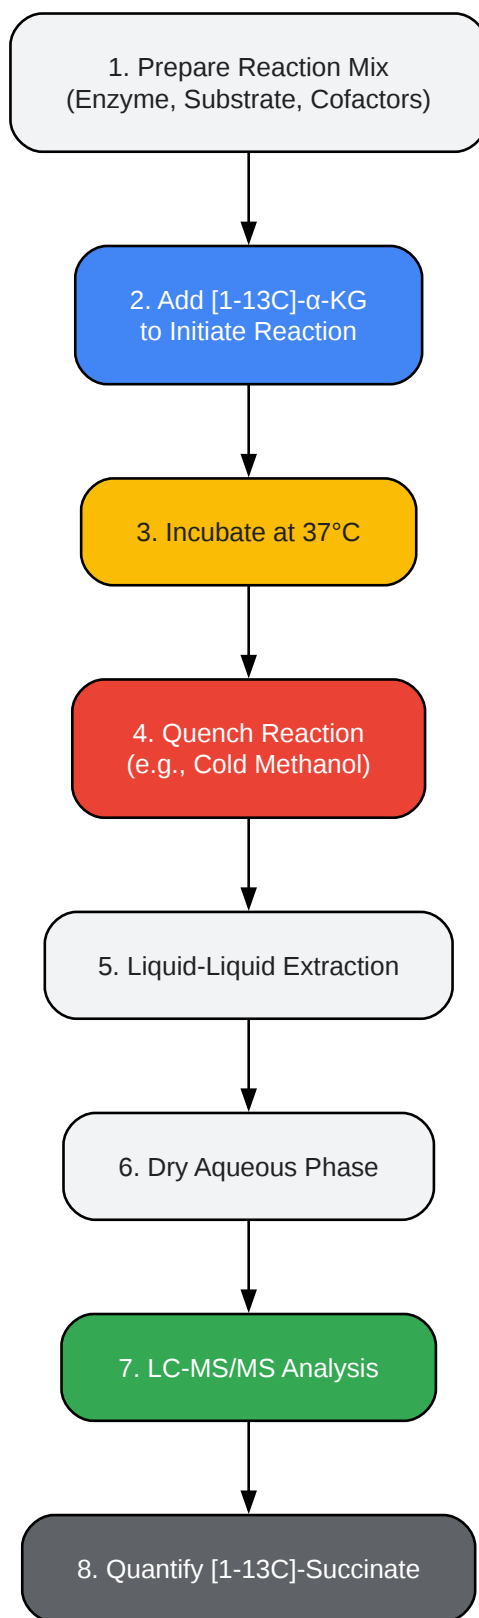 1. Prepare Reaction Mix
(Enzyme, Substrate, Cofactors)
2. Add [1-13C]-α-KG
to Initiate Reaction
3. Incubate at 37°C
4. Quench Reaction
(e.g., Cold Methanol)
5. Liquid-Liquid Extraction
6. Dry Aqueous Phase
7. LC-MS/MS Analysis
8. Quantify [1-13C]-Succinate